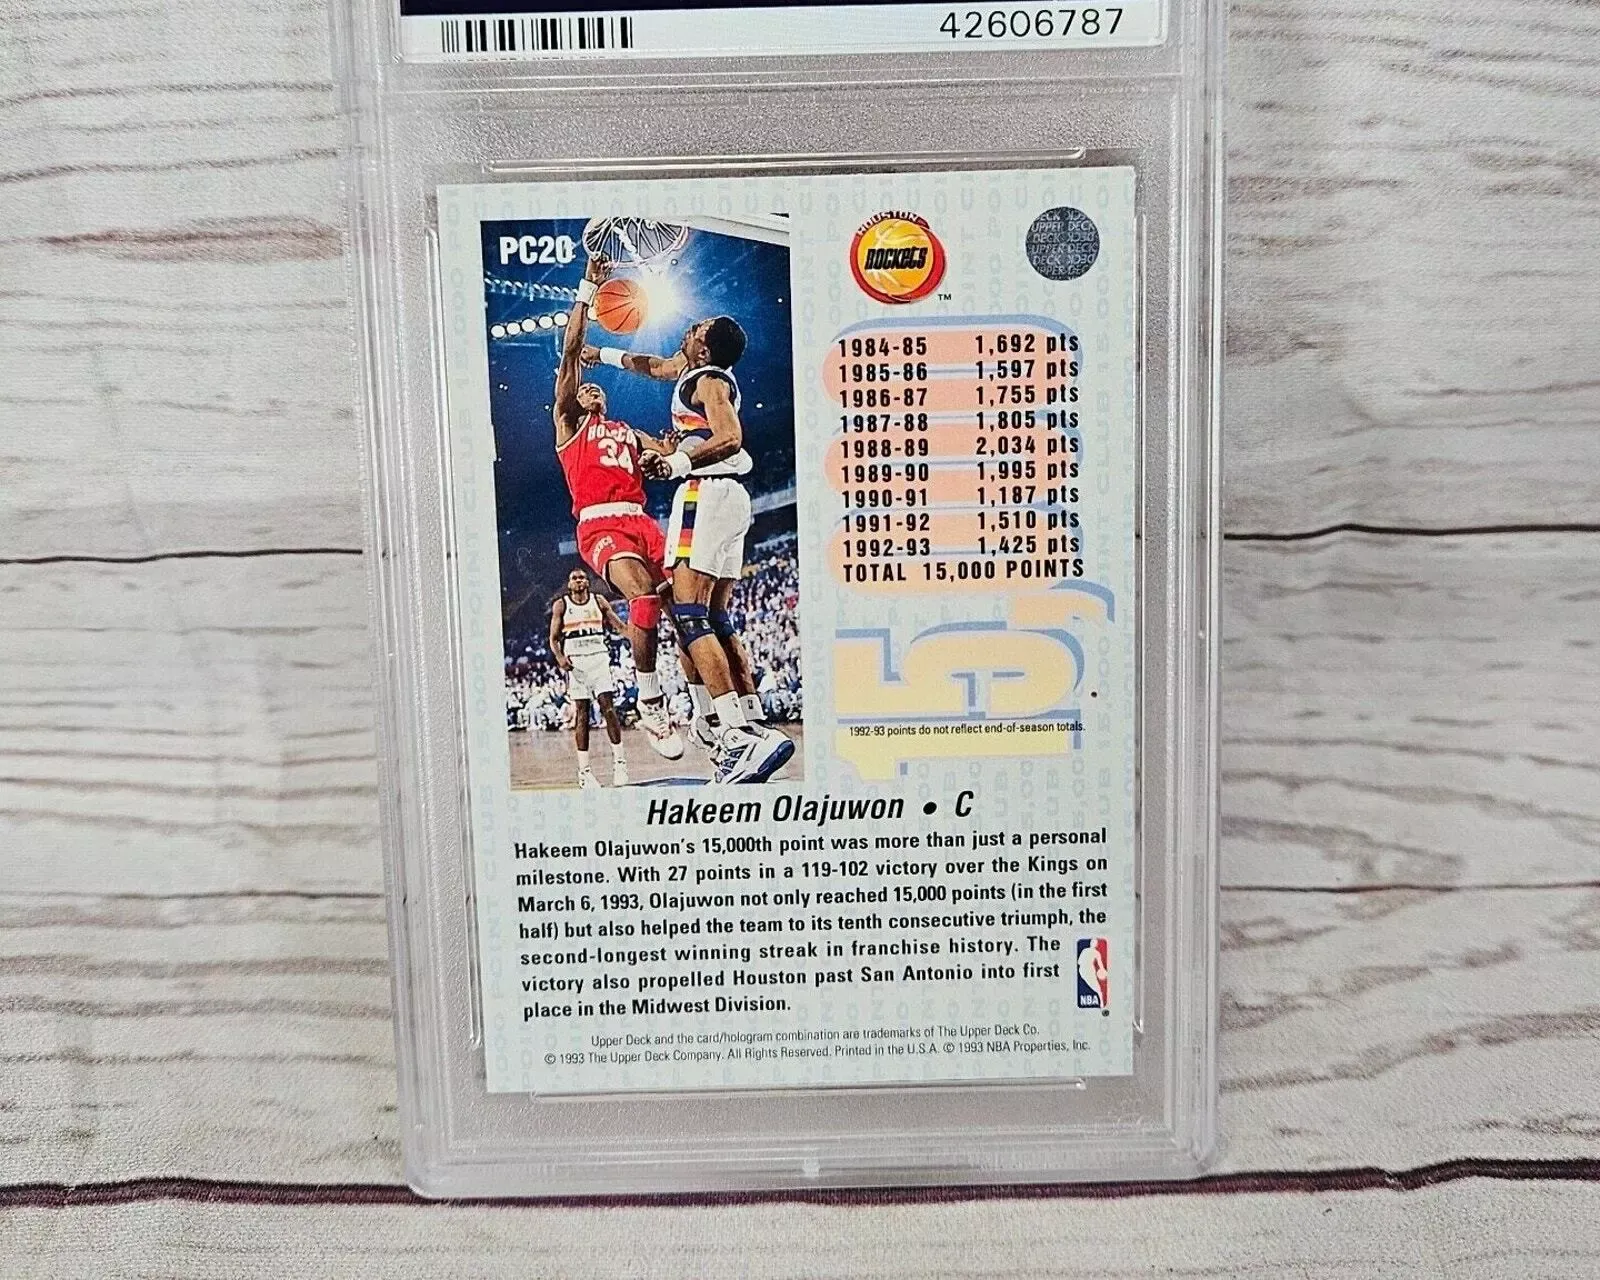 42606787
PC20
HOUSTON
ROCKETS
TM
UPPER DECK
1984-85 1,692 pts
1985-86 1,597 pts
1986-87 1,755 pts
1987-88 1,805 pts
1988-89 2,034 pts
1989-90 1,995 pts
1990-91 1,187 pts
1991-92 1,510 pts
1992-93 1,425 pts
TOTAL 15,000 POINTS
34
15,
1992-93 points do not reflect end-of-season totals.
Hakeem Olajuwon • C
Hakeem Olajuwon's 15,000th point was more than just a personal
milestone. With 27 points in a 119-102 victory over the Kings on
March 6, 1993, Olajuwon not only reached 15,000 points (in the first
half) but also helped the team to its tenth consecutive triumph, the
second-longest winning streak in franchise history. The
victory also propelled Houston past San Antonio into first
place in the Midwest Division.
NBA
Upper Deck and the card/hologram combination are trademarks of The Upper Deck Co.
© 1993 The Upper Deck Company. All Rights Reserved. Printed in the U.S.A. © 1993 NBA Properties, Inc.